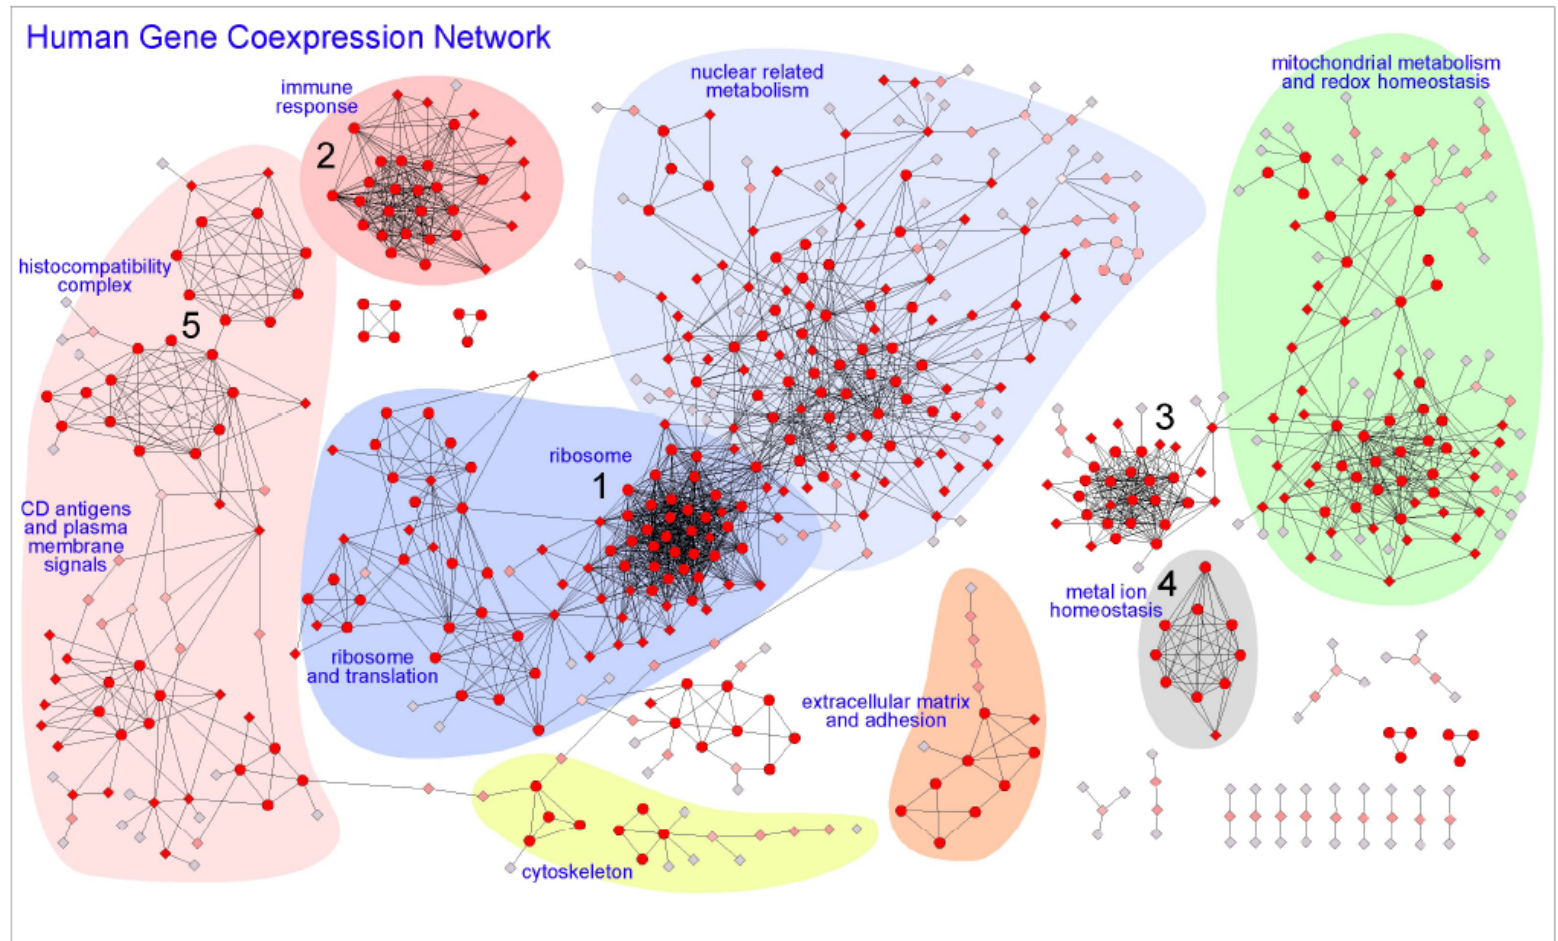 Human Gene Coexpression Network
immune
response
2
nuclear related
metabolism
mitochondrial metabolism
and redox homeostasis
histocompatibility
complex
5
ribosome
1
3
CD antigens
and plasma
membrane
signals
metal ion
homeostasis
4
ribosome
and translation
extracellular matrix
and adhesion
cytoskeleton